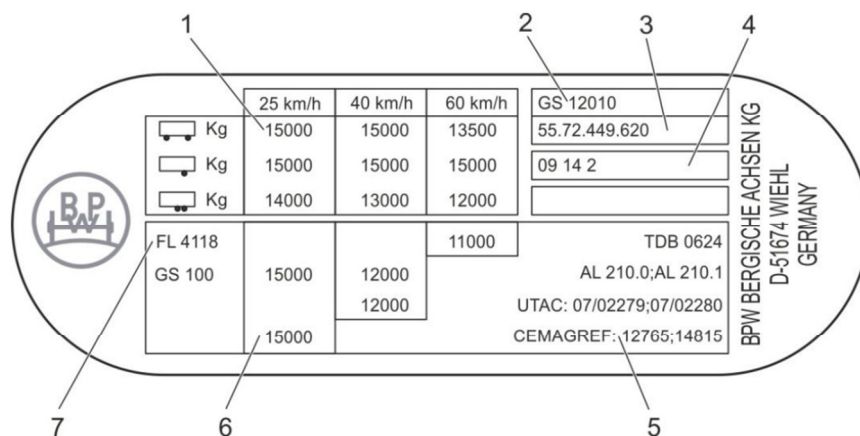 1 2 3 4
25 km/h 40 km/h 60 km/h GS 12010
Kg 15000 15000 13500 55.72.449.620
Kg 15000 15000 15000 09 14 2
Kg 14000 13000 12000
FL 4118 11000 TDB 0624
GS 100 15000 12000 AL 210.0;AL 210.1
12000 UTAC: 07/02279;07/02280
15000 CEMAGREF: 12765;14815
BPW
BPW BERGISCHE ACHSEN KG
D-51674 WIEHL
GERMANY
7 6 5